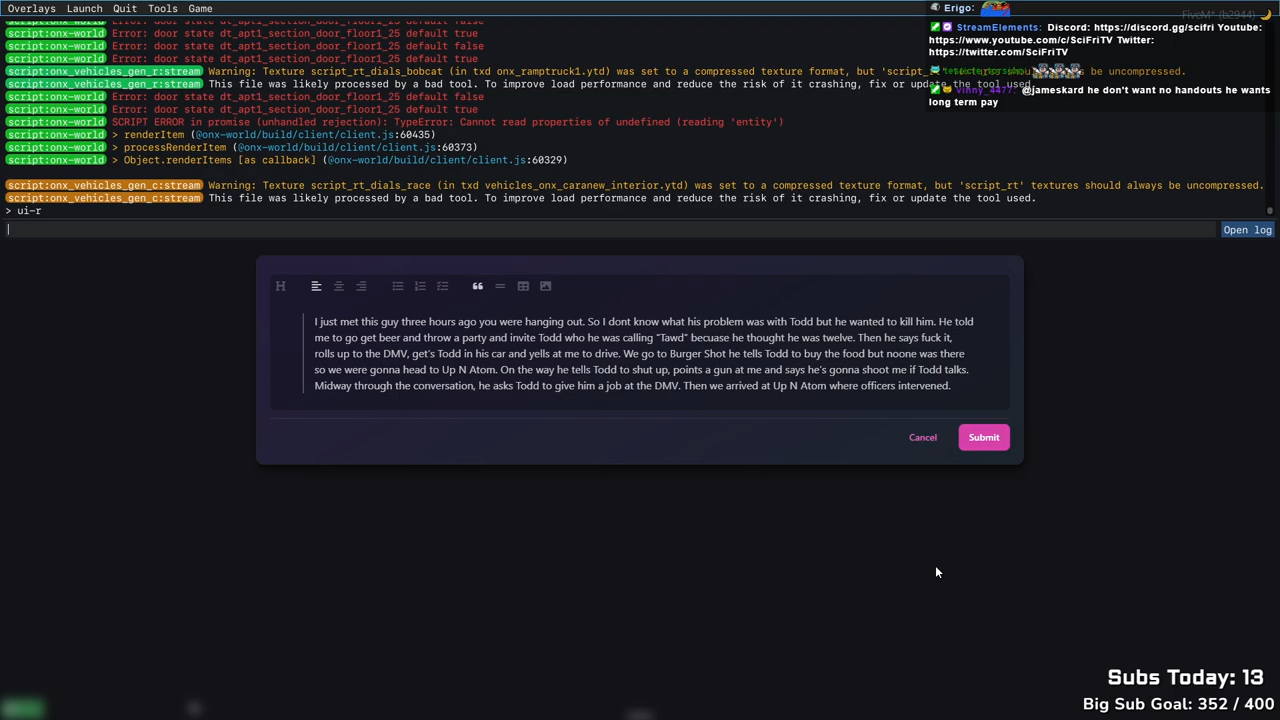 Overlays Launch Quit Tools Game
Erigo:
FiveM* (b2944)
script:onx-world Error: door state dt_apt1_section_door_floor1_25 default true
script:onx-world Error: door state dt_apt1_section_door_floor1_25 default true
script:onx-world Error: door state dt_apt1_section_door_floor1_25 default false
script:onx-world Error: door state dt_apt1_section_door_floor1_25 default true
script:onx_vehicles_gen_r:stream Warning: Texture script_rt_dials_bobcat (in txd onx_ramptruck1.ytd) was set to a compressed texture format, but 'script_ be uncompressed.
script:onx_vehicles_gen_r:stream This file was likely processed by a bad tool. To improve load performance and reduce the risk of it crashing, fix or update the tool used.
script:onx-world Error: door state dt_apt1_section_door_floor1_25 default false
script:onx-world Error: door state dt_apt1_section_door_floor1_25 default true
script:onx-world SCRIPT ERROR in promise (unhandled rejection): TypeError: Cannot read properties of undefined (reading 'entity')
script:onx-world > renderItem (@onx-world/build/client/client.js:60435)
script:onx-world > processRenderItem (@onx-world/build/client/client.js:60373)
script:onx-world > Object.renderItems [as callback] (@onx-world/build/client/client.js:60329)
script:onx_vehicles_gen_c:stream Warning: Texture script_rt_dials_race (in txd vehicles_onx_caranew_interior.ytd) was set to a compressed texture format, but 'script_rt' textures should always be uncompressed.
script:onx_vehicles_gen_c:stream This file was likely processed by a bad tool. To improve load performance and reduce the risk of it crashing, fix or update the tool used.
> ui-r
Open log
StreamElements: Discord: https://discord.gg/scifri Youtube:
https://www.youtube.com/c/SciFriTV Twitter:
https://twitter.com/SciFriTV
@jameskard he don't want no handouts he wants
long term pay
H
I just met this guy three hours ago you were hanging out. So I dont know what his problem was with Todd but he wanted to kill him. He told
me to go get beer and throw a party and invite Todd who he was calling "Tawd" becuase he thought he was twelve. Then he says fuck it,
rolls up to the DMV, get's Todd in his car and yells at me to drive. We go to Burger Shot he tells Todd to buy the food but noone was there
so we were gonna head to Up N Atom. On the way he tells Todd to shut up, points a gun at me and says he's gonna shoot me if Todd talks.
Midway through the conversation, he asks Todd to give him a job at the DMV. Then we arrived at Up N Atom where officers intervened.
Cancel Submit
Subs Today: 13
Big Sub Goal: 352 / 400